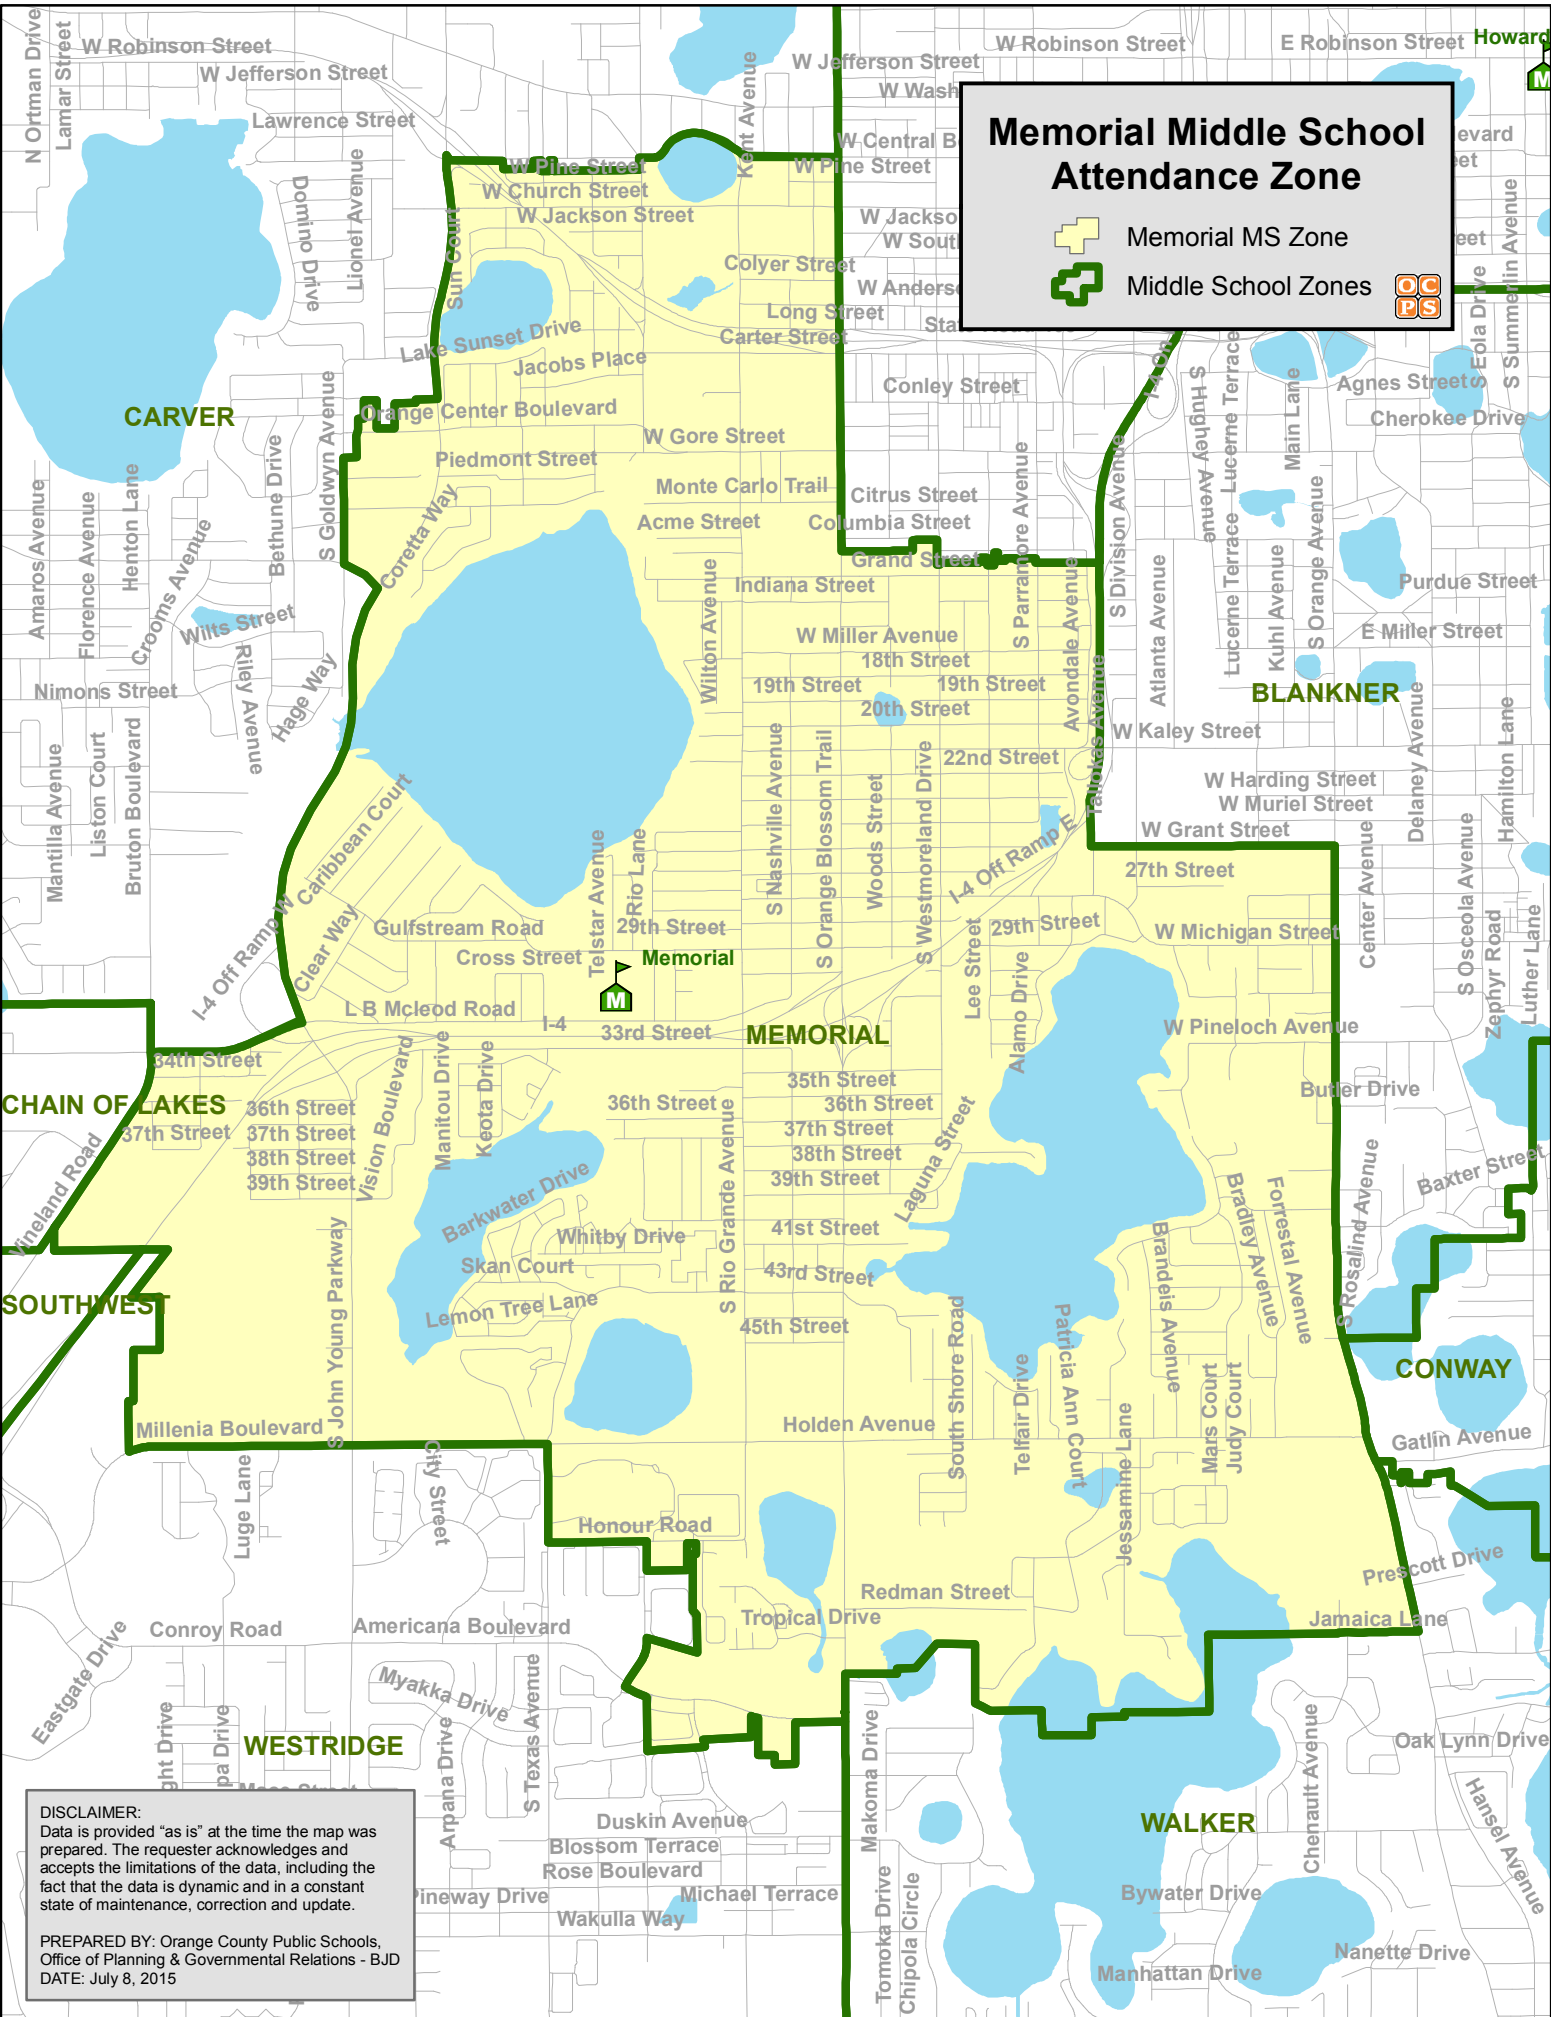 W Robinson Street
W Robinson Street
E Robinson Street
Howard
M
N Ortman Drive
Lamar Street
W Jefferson Street
W Jefferson Street
W Wash
Memorial Middle School
Attendance Zone
Memorial MS Zone
Middle School Zones
OC
PS
Lawrence Street
Kent Avenue
W Central B
evard
eet
W Pine Street
W Pine Street
W Church Street
W Jackson Street
W Jackso
W Sout
reet
Domino Drive
Lionel Avenue
Sun Court
Colyer Street
W Anderso
Long Street
Carter Street
S Eola Drive
S Summerlin Avenue
Lake Sunset Drive
Jacobs Place
I-4 On
Conley Street
Agnes Street
Cherokee Drive
CARVER
Orange Center Boulevard
W Gore Street
Piedmont Street
Monte Carlo Trail
Citrus Street
Acme Street
Columbia Street
Grand Street
Indiana Street
S Goldwyn Avenue
Bethune Drive
Coretta Way
Amaros Avenue
Florence Avenue
Henton Lane
Crooms Avenue
Wilts Street
Riley Avenue
Hage Way
Nimons Street
S Hughey Avenue
Lucerne Terrace
Lucerne Terrace
Main Lane
S Parramore Avenue
S Division Avenue
Avondale Avenue
Atlanta Avenue
Kuhl Avenue
S Orange Avenue
Purdue Street
E Miller Street
W Miller Avenue
18th Street
19th Street
19th Street
20th Street
Wilton Avenue
BLANKNER
W Kaley Street
22nd Street
Tallokas Avenue
W Harding Street
W Muriel Street
W Grant Street
27th Street
Delaney Avenue
Hamilton Lane
Mantilla Avenue
Liston Court
Bruton Boulevard
Caribbean Court
S Nashville Avenue
S Orange Blossom Trail
Woods Street
S Westmoreland Drive
I-4 Off Ramp E
I-4 Off Ramp W
Clear Way
Gulfstream Road
Cross Street
Telstar Avenue
Rio Lane
29th Street
29th Street
W Michigan Street
Center Avenue
S Osceola Avenue
Zephyr Road
Luther Lane
Memorial
M
L B Mcleod Road
I-4
33rd Street
MEMORIAL
Lee Street
Alamo Drive
W Pineloch Avenue
34th Street
35th Street
CHAIN OF LAKES
36th Street
36th Street
36th Street
37th Street
37th Street
37th Street
38th Street
38th Street
39th Street
39th Street
Butler Drive
Vision Boulevard
Manitou Drive
Keota Drive
Laguna Street
Vineland Road
Barkwater Drive
Whitby Drive
Skan Court
Lemon Tree Lane
41st Street
43rd Street
45th Street
S Rio Grande Avenue
S John Young Parkway
Baxter Street
S Rosalind Avenue
Bradley Avenue
Forrestal Avenue
Brandeis Avenue
SOUTHWEST
South Shore Road
Telfair Drive
Patricia Ann Court
Jessamine Lane
Mars Court
Judy Court
CONWAY
Millenia Boulevard
Holden Avenue
Gatlin Avenue
Luge Lane
City Street
Honour Road
Prescott Drive
Redman Street
Tropical Drive
Jamaica Lane
Conroy Road
Americana Boulevard
Eastgate Drive
Myakka Drive
Arpana Drive
S Texas Avenue
WESTRIDGE
ght Drive
pa Drive
Makoma Drive
Chenault Avenue
Oak Lynn Drive
Hansel Avenue
WALKER
Duskin Avenue
Blossom Terrace
Rose Boulevard
Pineway Drive
Michael Terrace
Wakulla Way
Bywater Drive
Tomoka Drive
Chipola Circle
Nanette Drive
Manhattan Drive
DISCLAIMER:
Data is provided “as is” at the time the map was
prepared. The requester acknowledges and
accepts the limitations of the data, including the
fact that the data is dynamic and in a constant
state of maintenance, correction and update.
PREPARED BY: Orange County Public Schools,
Office of Planning & Governmental Relations - BJD
DATE: July 8, 2015